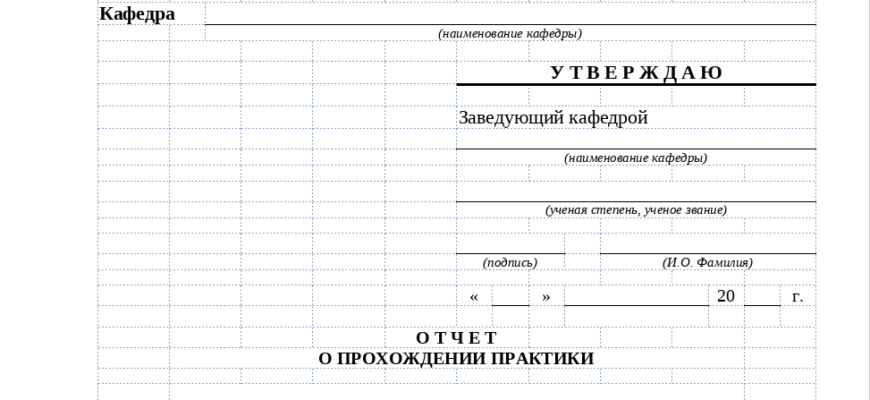 Кафедра
(наименование кафедры)
У Т В Е Р Ж Д А Ю
Заведующий кафедрой
(наименование кафедры)
(ученая степень, ученое звание)
(подпись) (И.О. Фамилия)
« » 20 г.
О Т Ч Е Т
О ПРОХОЖДЕНИИ ПРАКТИКИ